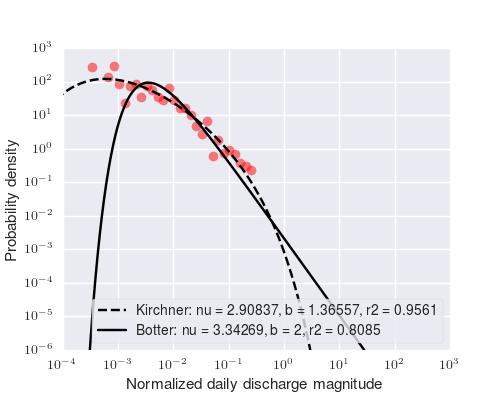 10³
10²
10¹
10⁰
10⁻¹
10⁻²
10⁻³
10⁻⁴
10⁻⁵
10⁻⁶
Probability density
Kirchner: nu = 2.90837, b = 1.36557, r2 = 0.9561
Botter: nu = 3.34269, b = 2, r2 = 0.8085
10⁻⁴ 10⁻³ 10⁻² 10⁻¹ 10⁰ 10¹ 10² 10³
Normalized daily discharge magnitude